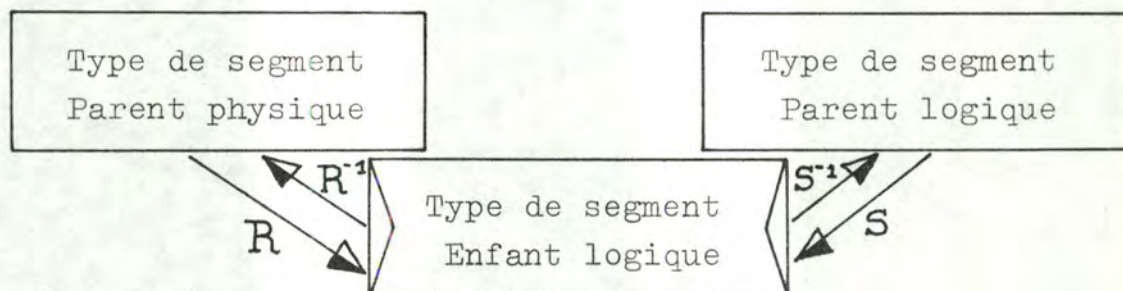 Type de segment
Parent physique
Type de segment
Parent logique
R⁻¹
S⁻¹
R
Type de segment
Enfant logique
S